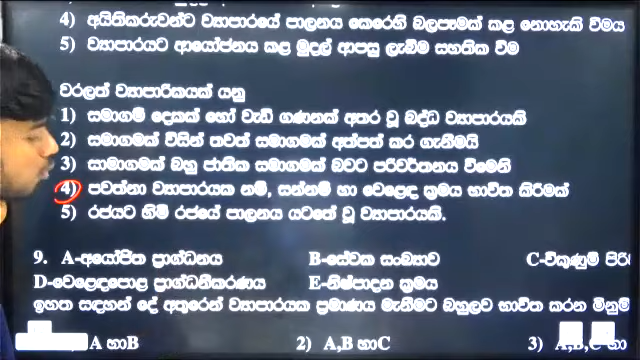 4) අයිතිකරුවන්ට ව්‍යාපාරයේ පාලනය කෙරෙහි බලපෑමක් කළ නොහැකි වීමය
5) ව්‍යාපාරයට ආයෝජනය කළ මුදල් ආපසු ලැබීම සහතික වීම
වරලත් ව්‍යාපාරිකයක් යනු
1) සමාගම් දෙකක් හෝ වැඩි ගණනක් අතර වූ බද්ධ ව්‍යාපාරයකි
2) සමාගමක් විසින් තවත් සමාගමක් අත්පත් කර ගැනීමයි
3) සාමාගමක් බහු ජාතික සමාගමක් බවට පරිවර්තනය වීමෙනි
4) පවත්නා ව්‍යාපාරයක නම්, සන්නම් හා වෙළෙඳ ක්‍රමය භාවිත කිරීමක්
5) රජයට හිමි රජයේ පාලනය යටතේ වූ ව්‍යාපාරයකි.
9. A-අයෝජිත ප්‍රාග්ධනය B-සේවක සංඛ්‍යාව C-විකුණුම් පිරි
D-වෙළෙඳපොළ ප්‍රාග්ධනීකරණය E-නිෂ්පාදන ක්‍රමය
ඉහත සඳහන් දේ අතුරෙන් ව්‍යාපාරයක ප්‍රමාණය මැනීමට බහුලව භාවිත කරන මිනුම්
A හාB 2) A,B හාC 3) A,B,C හා